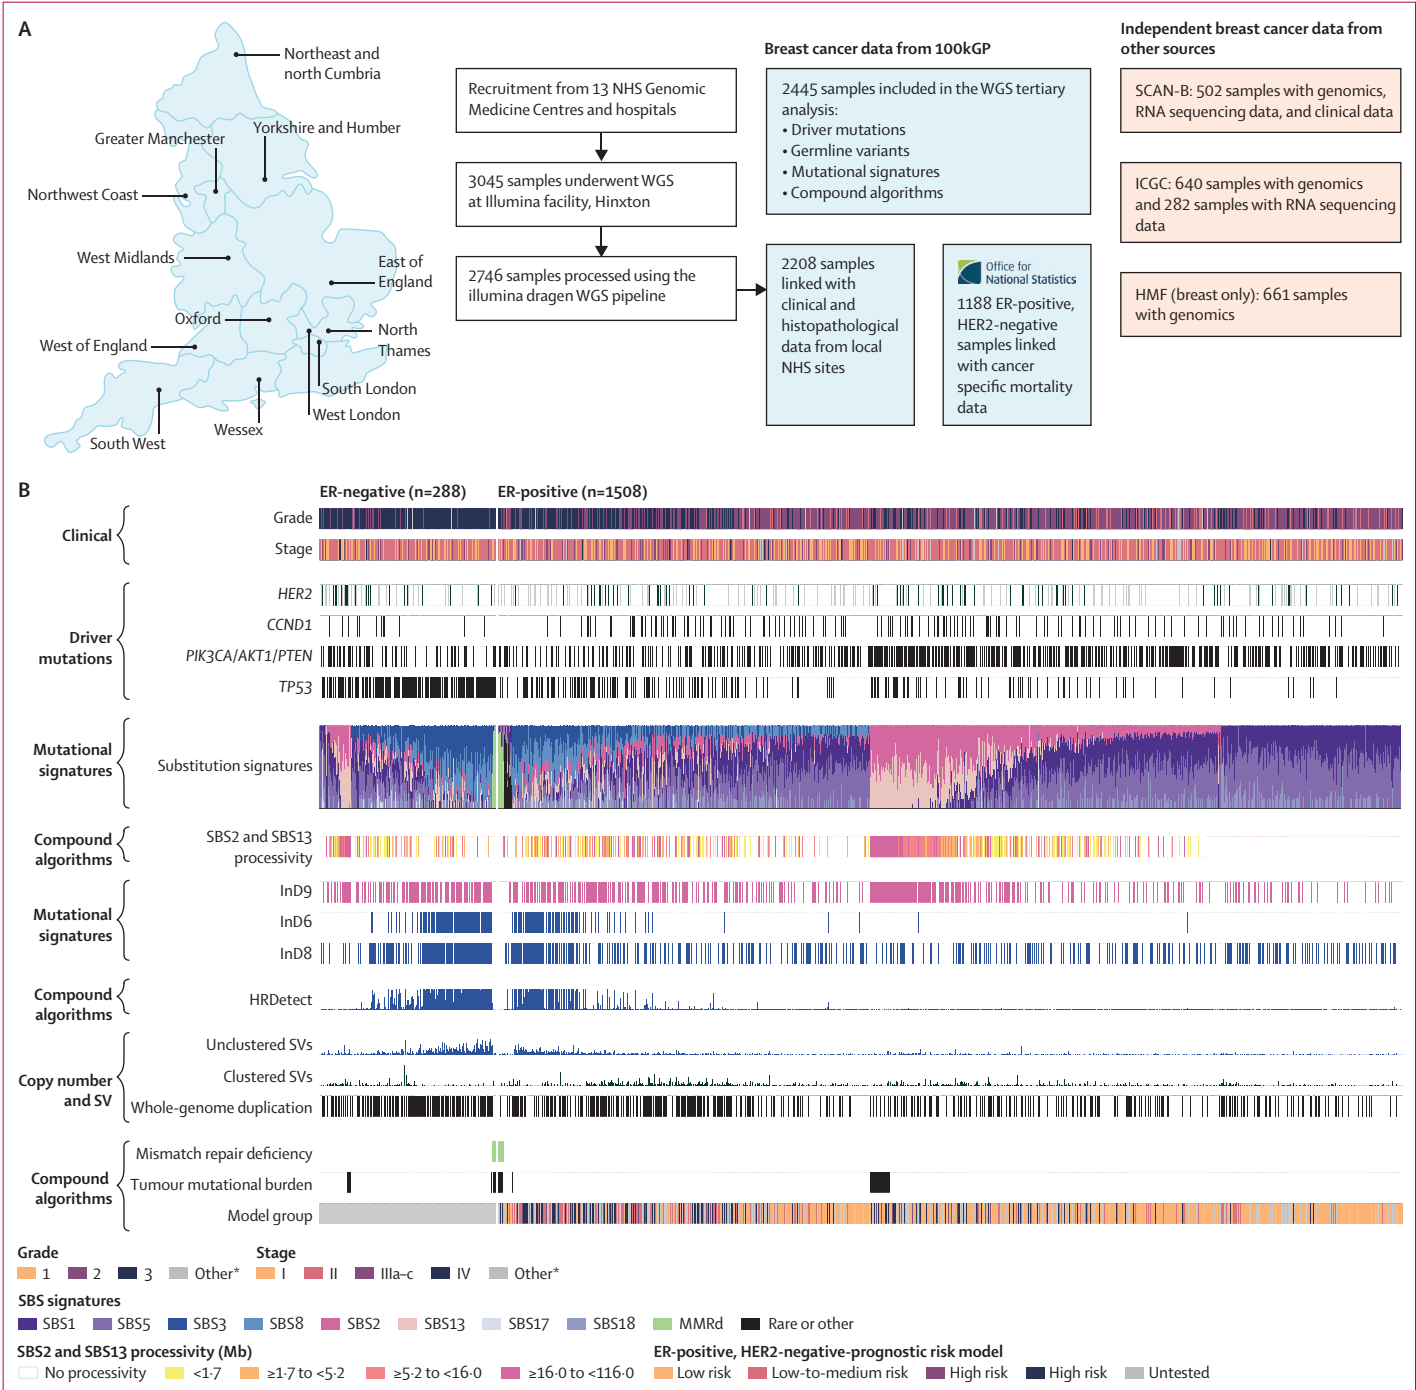 A
Northeast and
north Cumbria
Yorkshire and Humber
Greater Manchester
Northwest Coast
West Midlands
East of
England
Oxford
North
Thames
West of England
South London
West London
Wessex
South West
Recruitment from 13 NHS Genomic
Medicine Centres and hospitals
3045 samples underwent WGS
at Illumina facility, Hinxton
2746 samples processed using the
illumina dragen WGS pipeline
Breast cancer data from 100kGP
2445 samples included in the WGS tertiary
analysis:
• Driver mutations
• Germline variants
• Mutational signatures
• Compound algorithms
2208 samples
linked with
clinical and
histopathological
data from local
NHS sites
Office for
National Statistics
1188 ER-positive,
HER2-negative
samples linked
with cancer
specific mortality
data
Independent breast cancer data from
other sources
SCAN-B: 502 samples with genomics,
RNA sequencing data, and clinical data
ICGC: 640 samples with genomics
and 282 samples with RNA sequencing
data
HMF (breast only): 661 samples
with genomics
B
ER-negative (n=288)
ER-positive (n=1508)
Clinical
Grade
Stage
Driver
mutations
HER2
CCND1
PIK3CA/AKT1/PTEN
TP53
Mutational
signatures
Substitution signatures
Compound
algorithms
SBS2 and SBS13
processivity
Mutational
signatures
InD9
InD6
InD8
Compound
algorithms
HRDetect
Copy number
and SV
Unclustered SVs
Clustered SVs
Whole-genome duplication
Compound
algorithms
Mismatch repair deficiency
Tumour mutational burden
Model group
Grade
1 2 3 Other*
Stage
I II IIIa–c IV Other*
SBS signatures
SBS1 SBS5 SBS3 SBS8 SBS2 SBS13 SBS17 SBS18 MMRd Rare or other
SBS2 and SBS13 processivity (Mb)
No processivity <1·7 ≥1·7 to <5·2 ≥5·2 to <16·0 ≥16·0 to <116·0
ER-positive, HER2-negative-prognostic risk model
Low risk Low-to-medium risk High risk High risk Untested